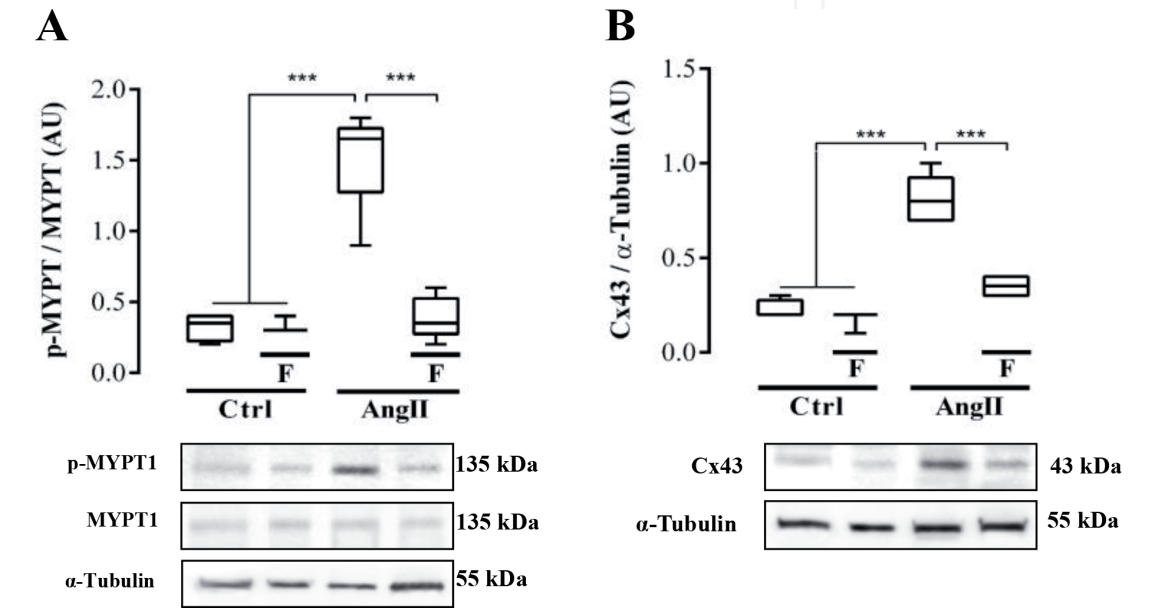 A
p-MYPT / MYPT (AU)
2.0
1.5
1.0
0.5
0.0
*** ***
F F
Ctrl AngII
p-MYPT1 135 kDa
MYPT1 135 kDa
α-Tubulin 55 kDa
B
Cx43 / α-Tubulin (AU)
1.5
1.0
0.5
0.0
*** ***
F F
Ctrl AngII
Cx43 43 kDa
α-Tubulin 55 kDa